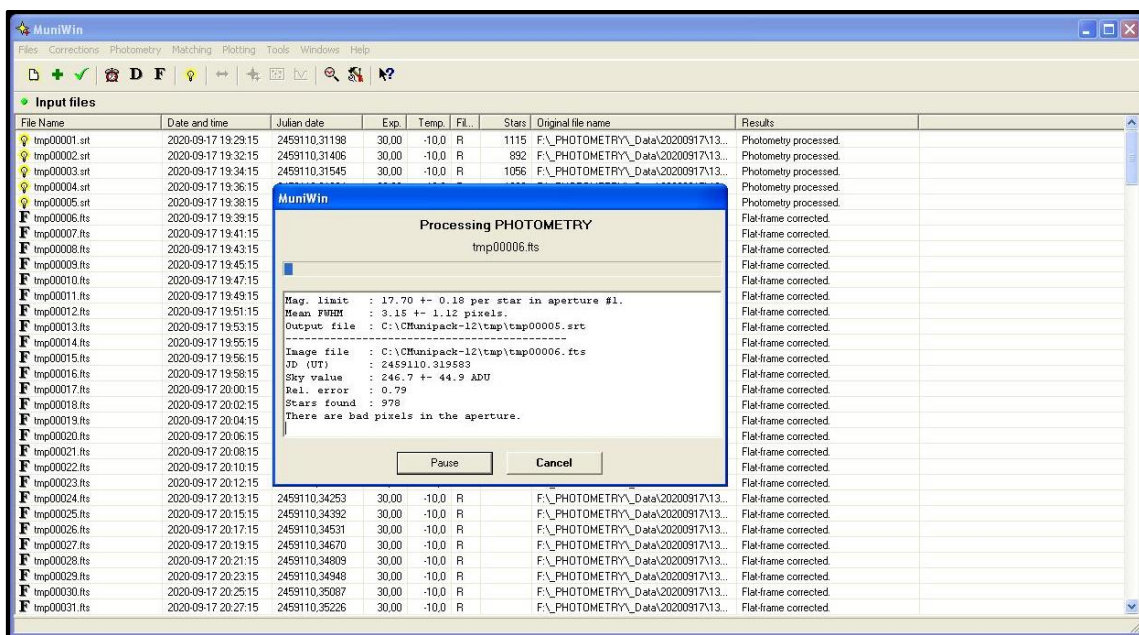 MuniWin
Files Corrections Photometry Matching Plotting Tools Windows Help
D F
Input files
File Name Date and time Julian date Exp. Temp. Fil... Stars Original file name Results
tmp00001.srt 2020-09-17 19:29:15 2459110,31198 30,00 -10,0 R 1115 F:\_PHOTOMETRY\_Data\20200917\13... Photometry processed.
tmp00002.srt 2020-09-17 19:32:15 2459110,31406 30,00 -10,0 R 892 F:\_PHOTOMETRY\_Data\20200917\13... Photometry processed.
tmp00003.srt 2020-09-17 19:34:15 2459110,31545 30,00 -10,0 R 1056 F:\_PHOTOMETRY\_Data\20200917\13... Photometry processed.
tmp00004.srt 2020-09-17 19:36:15 Photometry processed.
tmp00005.srt 2020-09-17 19:38:15 Photometry processed.
F tmp00006.fts 2020-09-17 19:39:15 Flat-frame corrected.
F tmp00007.fts 2020-09-17 19:41:15 Flat-frame corrected.
F tmp00008.fts 2020-09-17 19:43:15 Flat-frame corrected.
F tmp00009.fts 2020-09-17 19:45:15 Flat-frame corrected.
F tmp00010.fts 2020-09-17 19:47:15 Flat-frame corrected.
F tmp00011.fts 2020-09-17 19:49:15 Flat-frame corrected.
F tmp00012.fts 2020-09-17 19:51:15 Flat-frame corrected.
F tmp00013.fts 2020-09-17 19:53:15 Flat-frame corrected.
F tmp00014.fts 2020-09-17 19:55:15 Flat-frame corrected.
F tmp00015.fts 2020-09-17 19:56:15 Flat-frame corrected.
F tmp00016.fts 2020-09-17 19:58:15 Flat-frame corrected.
F tmp00017.fts 2020-09-17 20:00:15 Flat-frame corrected.
F tmp00018.fts 2020-09-17 20:02:15 Flat-frame corrected.
F tmp00019.fts 2020-09-17 20:04:15 Flat-frame corrected.
F tmp00020.fts 2020-09-17 20:06:15 Flat-frame corrected.
F tmp00021.fts 2020-09-17 20:08:15 Flat-frame corrected.
F tmp00022.fts 2020-09-17 20:10:15 Flat-frame corrected.
F tmp00023.fts 2020-09-17 20:12:15 Flat-frame corrected.
F tmp00024.fts 2020-09-17 20:13:15 2459110,34253 30,00 -10,0 R F:\_PHOTOMETRY\_Data\20200917\13... Flat-frame corrected.
F tmp00025.fts 2020-09-17 20:15:15 2459110,34392 30,00 -10,0 R F:\_PHOTOMETRY\_Data\20200917\13... Flat-frame corrected.
F tmp00026.fts 2020-09-17 20:17:15 2459110,34531 30,00 -10,0 R F:\_PHOTOMETRY\_Data\20200917\13... Flat-frame corrected.
F tmp00027.fts 2020-09-17 20:19:15 2459110,34670 30,00 -10,0 R F:\_PHOTOMETRY\_Data\20200917\13... Flat-frame corrected.
F tmp00028.fts 2020-09-17 20:21:15 2459110,34809 30,00 -10,0 R F:\_PHOTOMETRY\_Data\20200917\13... Flat-frame corrected.
F tmp00029.fts 2020-09-17 20:23:15 2459110,34948 30,00 -10,0 R F:\_PHOTOMETRY\_Data\20200917\13... Flat-frame corrected.
F tmp00030.fts 2020-09-17 20:25:15 2459110,35087 30,00 -10,0 R F:\_PHOTOMETRY\_Data\20200917\13... Flat-frame corrected.
F tmp00031.fts 2020-09-17 20:27:15 2459110,35226 30,00 -10,0 R F:\_PHOTOMETRY\_Data\20200917\13... Flat-frame corrected.
MuniWin
Processing PHOTOMETRY
tmp00006.fts
Mag. limit : 17.70 +- 0.18 per star in aperture #1.
Mean FWHM : 3.15 +- 1.12 pixels.
Output file : C:\CMunipack-12\tmp\tmp00005.srt
------------------------------------------------
Image file : C:\CMunipack-12\tmp\tmp00006.fts
JD (UT) : 2459110.319583
Sky value : 246.7 +- 44.9 ADU
Rel. error : 0.79
Stars found : 978
There are bad pixels in the aperture.
Pause Cancel